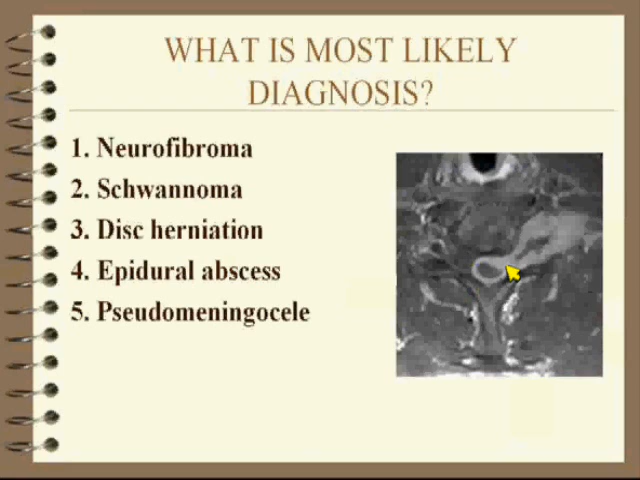 WHAT IS MOST LIKELY
DIAGNOSIS?
1. Neurofibroma
2. Schwannoma
3. Disc herniation
4. Epidural abscess
5. Pseudomeningocele